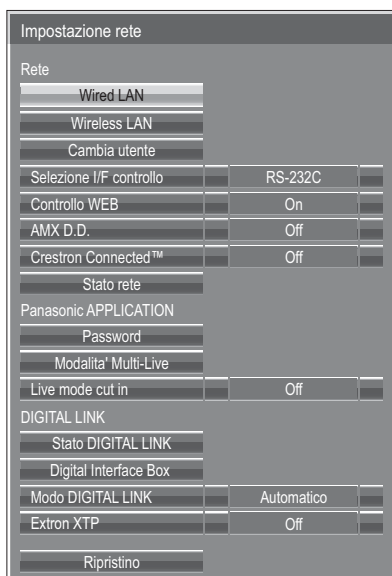 Impostazione rete
Rete
Wired LAN
Wireless LAN
Cambia utente
Selezione I/F controllo RS-232C
Controllo WEB On
AMX D.D. Off
Crestron Connected™ Off
Stato rete
Panasonic APPLICATION
Password
Modalita' Multi-Live
Live mode cut in Off
DIGITAL LINK
Stato DIGITAL LINK
Digital Interface Box
Modo DIGITAL LINK Automatico
Extron XTP Off
Ripristino